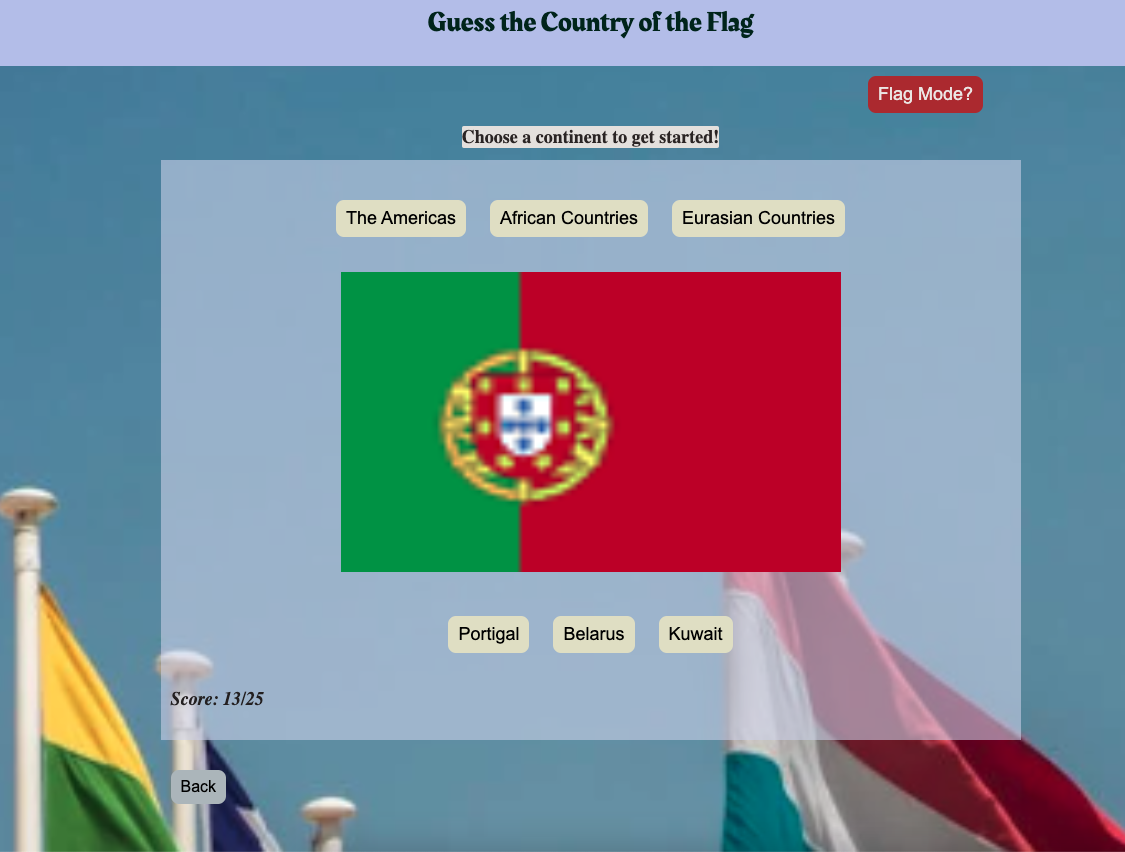 Guess the Country of the Flag
Flag Mode?
Choose a continent to get started!
The Americas African Countries Eurasian Countries
Portigal Belarus Kuwait
Score: 13/25
Back